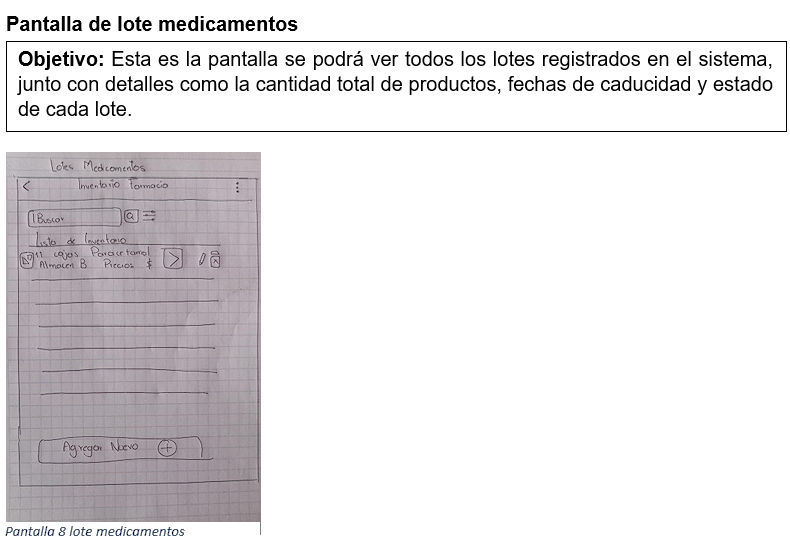 Pantalla de lote medicamentos
Objetivo: Esta es la pantalla se podrá ver todos los lotes registrados en el sistema,
junto con detalles como la cantidad total de productos, fechas de caducidad y estado
de cada lote.
Lotes Medicamentos
< Inventario Farmacia
Buscar
Lista de Inventario
cajas Paracetamol
Almacen B Precios $
Agregar Nuevo +
Pantalla 8 lote medicamentos